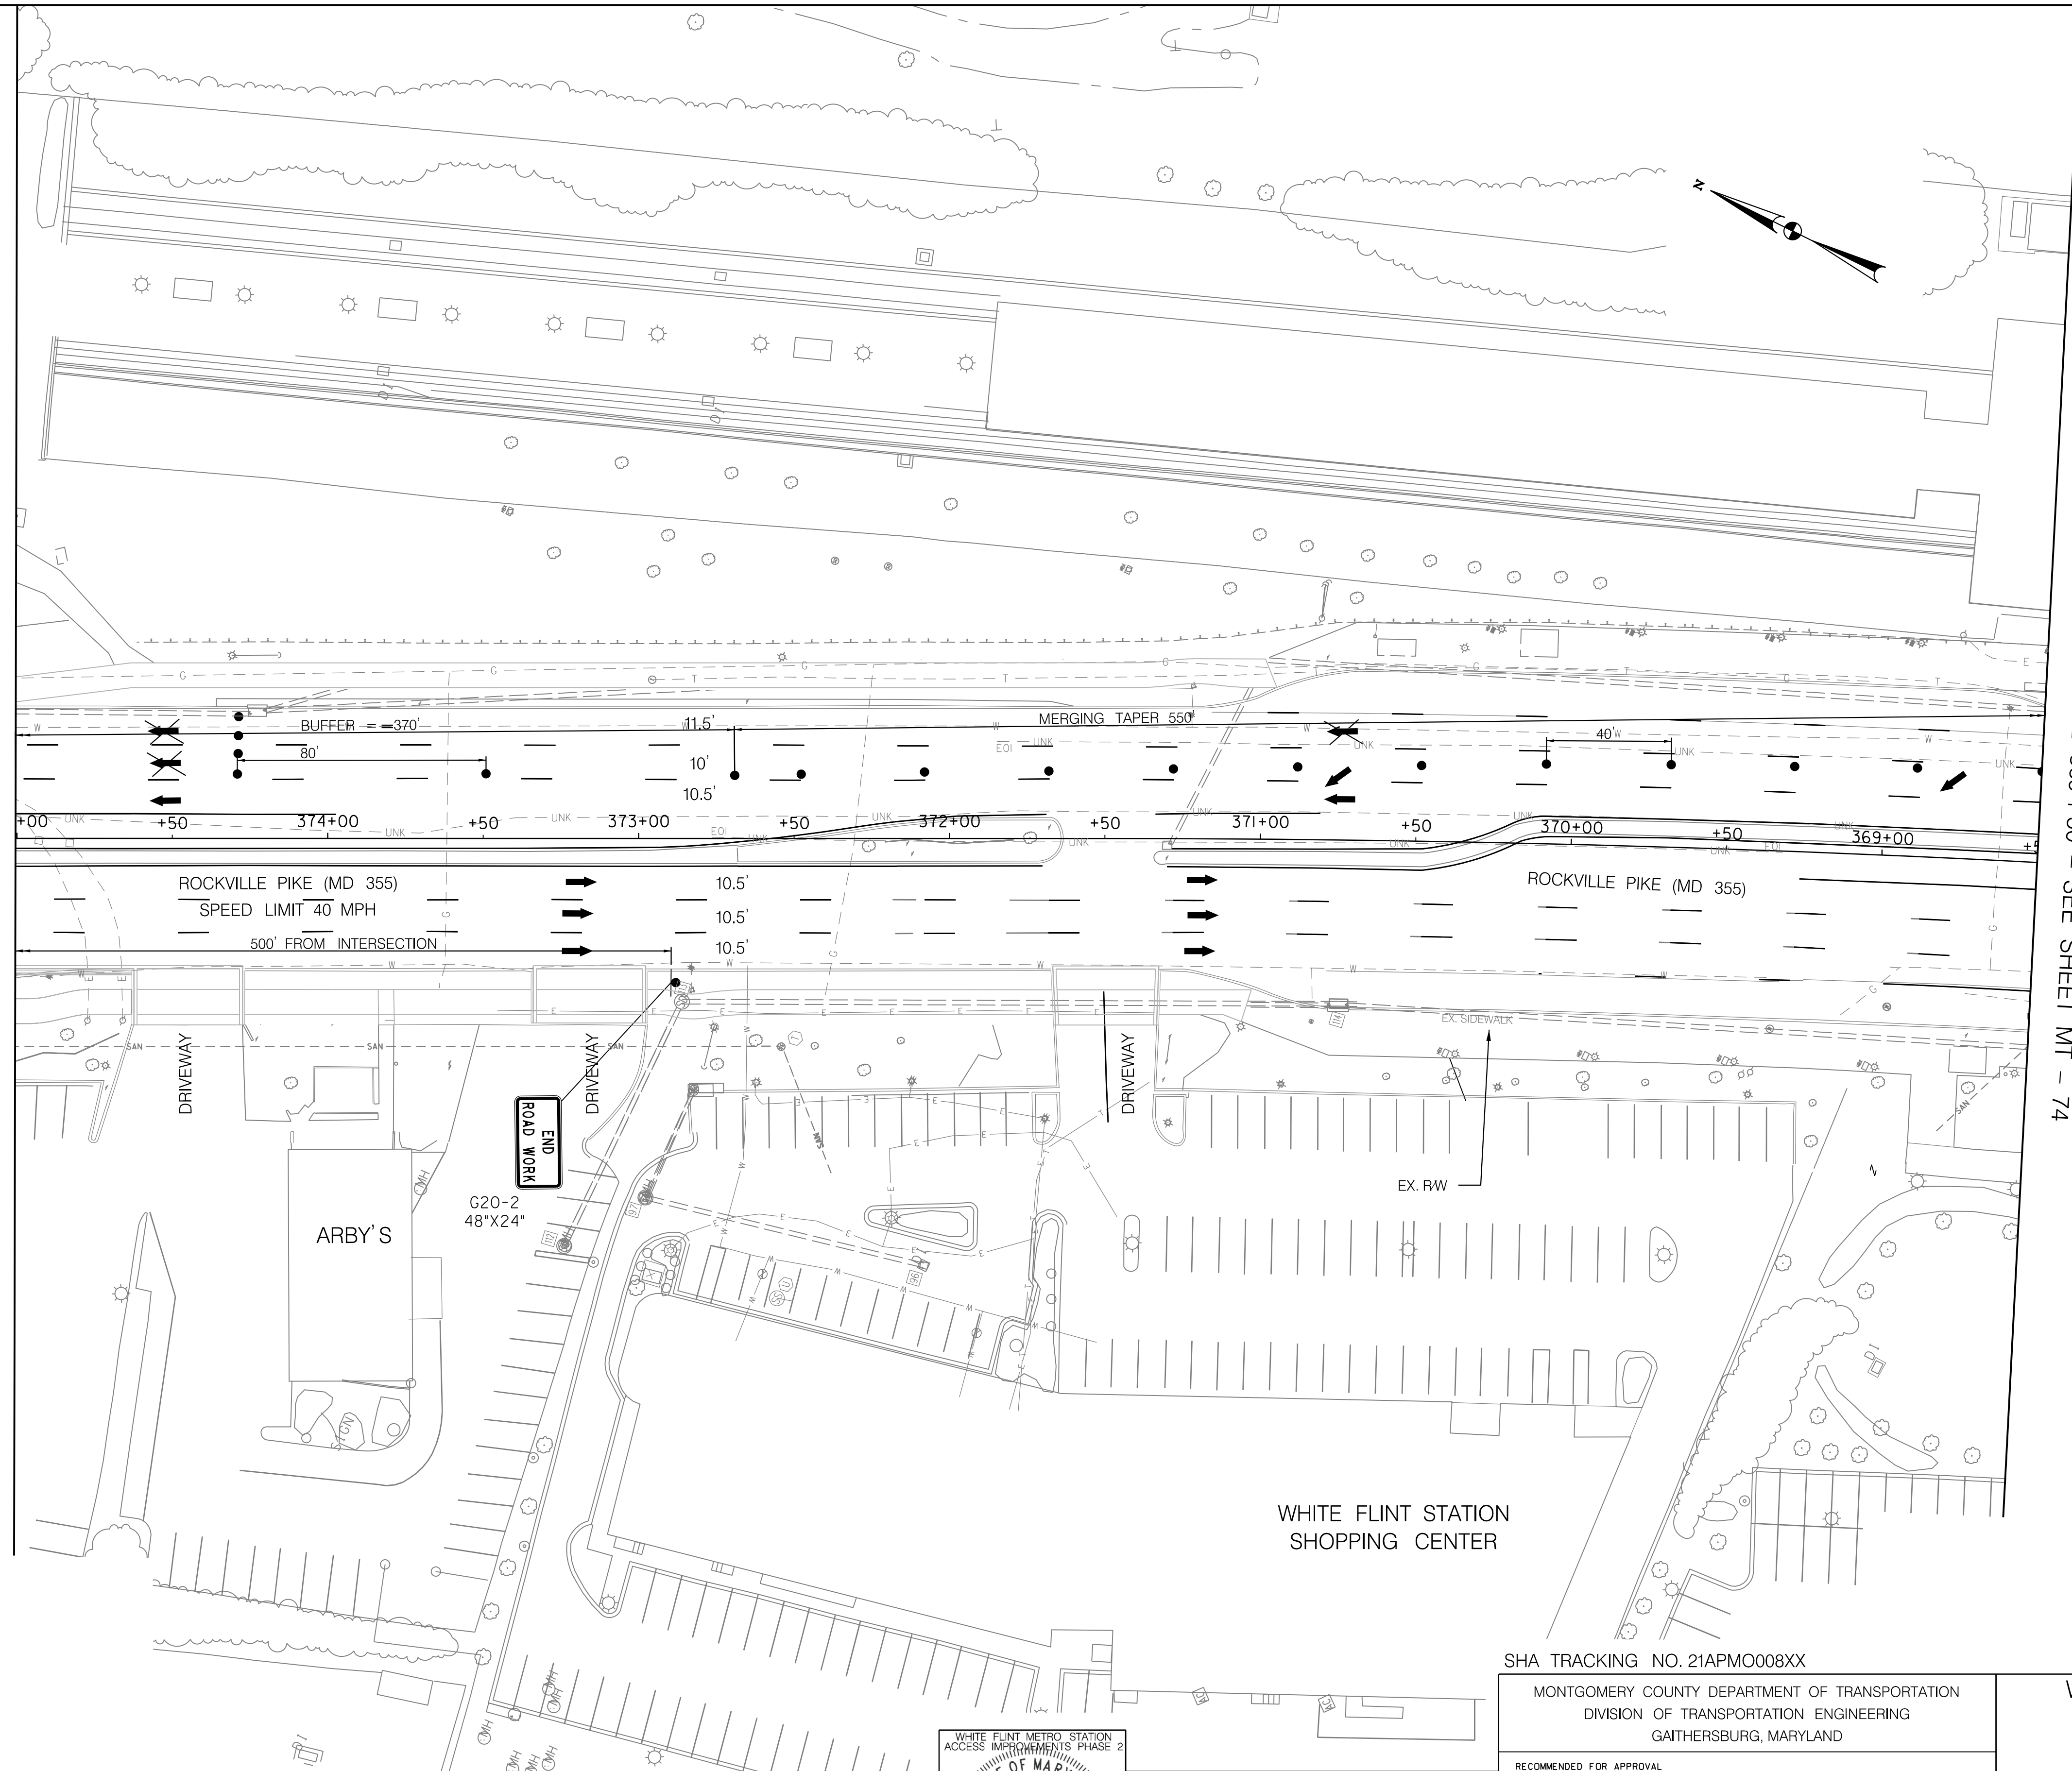 N
BUFFER = =370'
11.5'
MERGING TAPER 550'
40'
80'
10'
10.5'
+00
+50
374+00
+50
373+00
+50
372+00
+50
371+00
+50
370+00
+50
369+00
ROCKVILLE PIKE (MD 355)
SPEED LIMIT 40 MPH
10.5'
10.5'
10.5'
ROCKVILLE PIKE (MD 355)
500' FROM INTERSECTION
EX. SIDEWALK
DRIVEWAY
DRIVEWAY
DRIVEWAY
END
ROAD WORK
G20-2
48"X24"
ARBY'S
EX. R/W
SIGN
SEE SHEET MT - 74
WHITE FLINT STATION
SHOPPING CENTER
SHA TRACKING NO. 21APMO008XX
MONTGOMERY COUNTY DEPARTMENT OF TRANSPORTATION
DIVISION OF TRANSPORTATION ENGINEERING
GAITHERSBURG, MARYLAND
RECOMMENDED FOR APPROVAL
WHITE FLINT METRO STATION
ACCESS IMPROVEMENTS PHASE 2